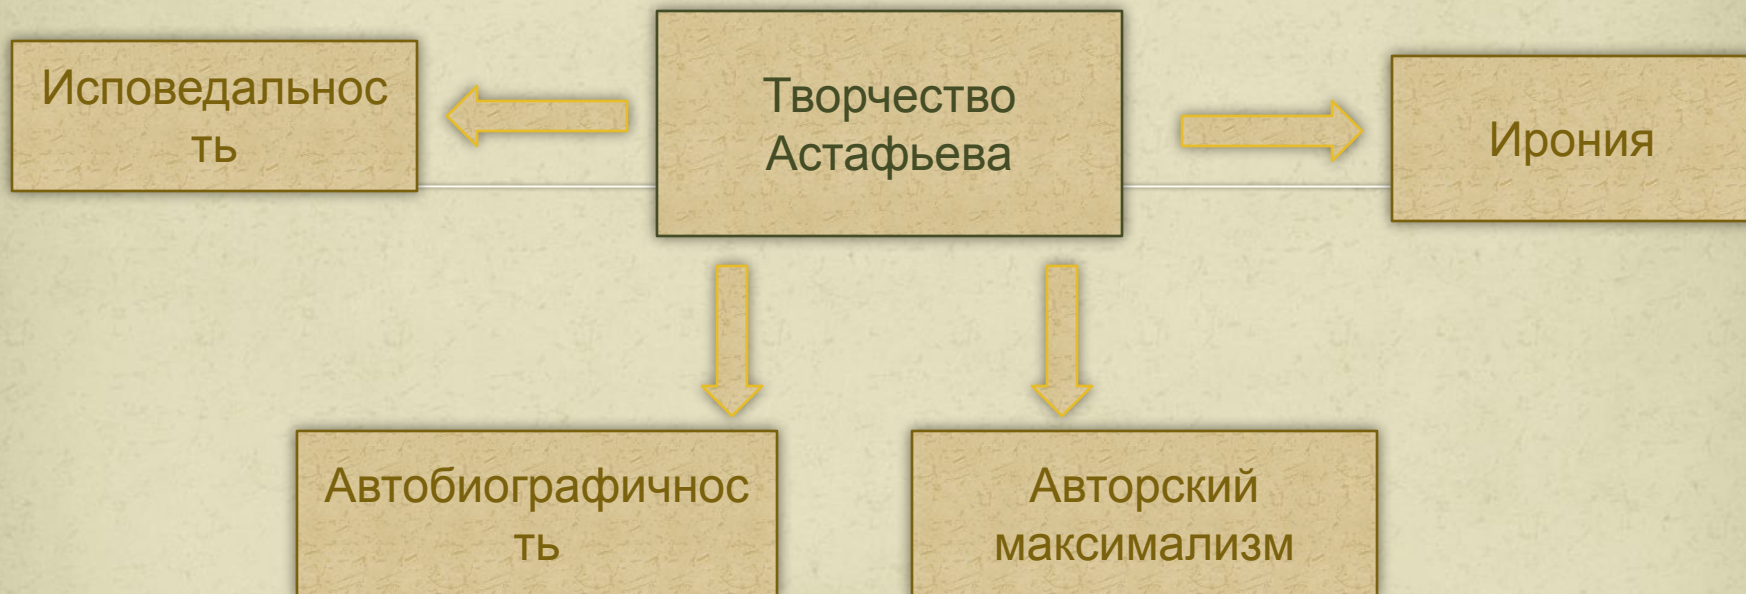 Исповедальнос
ть
Творчество
Астафьева
Ирония
Автобиографичнос
ть
Авторский
максимализм